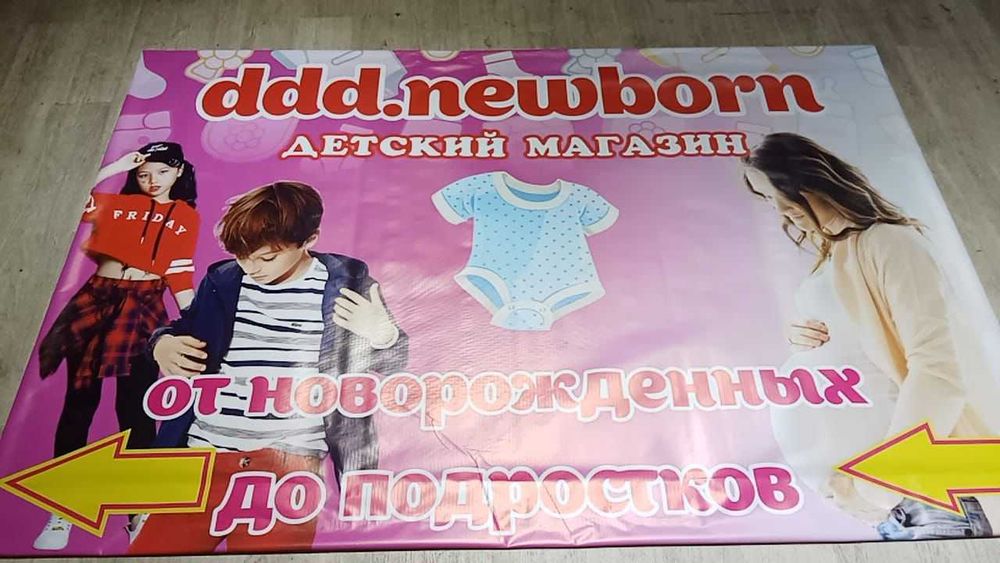 ddd.newborn
ДЕТСКИЙ МАГАЗИН
FRIDAY
от новорожденных
до подростков